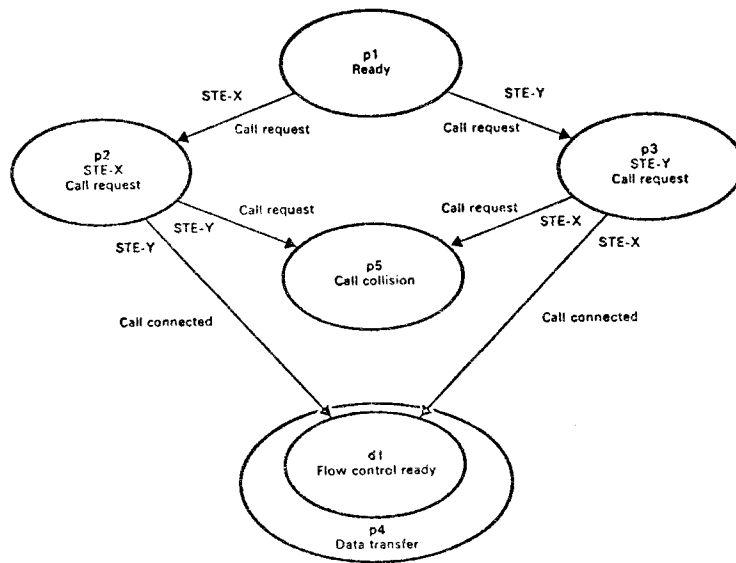 p1
Ready
STE-X
STE-Y
Call request
Call request
p2
STE-X
Call request
p3
STE-Y
Call request
Call request
Call request
STE-Y
STE-X
STE-Y
STE-X
p5
Call collision
Call connected
Call connected
d1
Flow control ready
p4
Data transfer